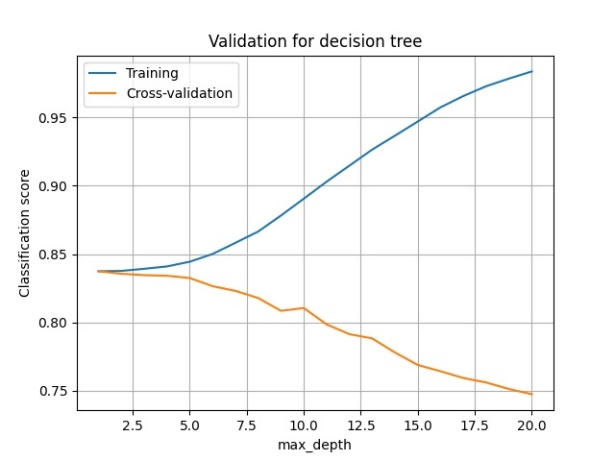 Validation for decision tree
Training
Cross-validation
0.95
0.90
0.85
0.80
0.75
Classification score
2.5 5.0 7.5 10.0 12.5 15.0 17.5 20.0
max_depth